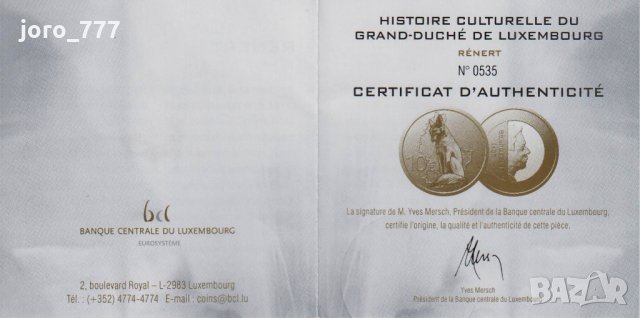 joro_777
bcl
BANQUE CENTRALE DU LUXEMBOURG
EUROSYSTÈME
2, boulevard Royal – L-2983 Luxembourg
Tél. : (+352) 4774-4774 E-mail : coins@bcl.lu
HISTOIRE CULTURELLE DU
GRAND-DUCHÉ DE LUXEMBOURG
RÉNERT
N° 0535
CERTIFICAT D'AUTHENTICITÉ
10
La signature de M. Yves Mersch, Président de la Banque centrale du Luxembourg,
certifie l'origine, la qualité et l'authenticité de cette pièce.
Yves Mersch
Président de la Banque centrale du Luxembourg
bazar